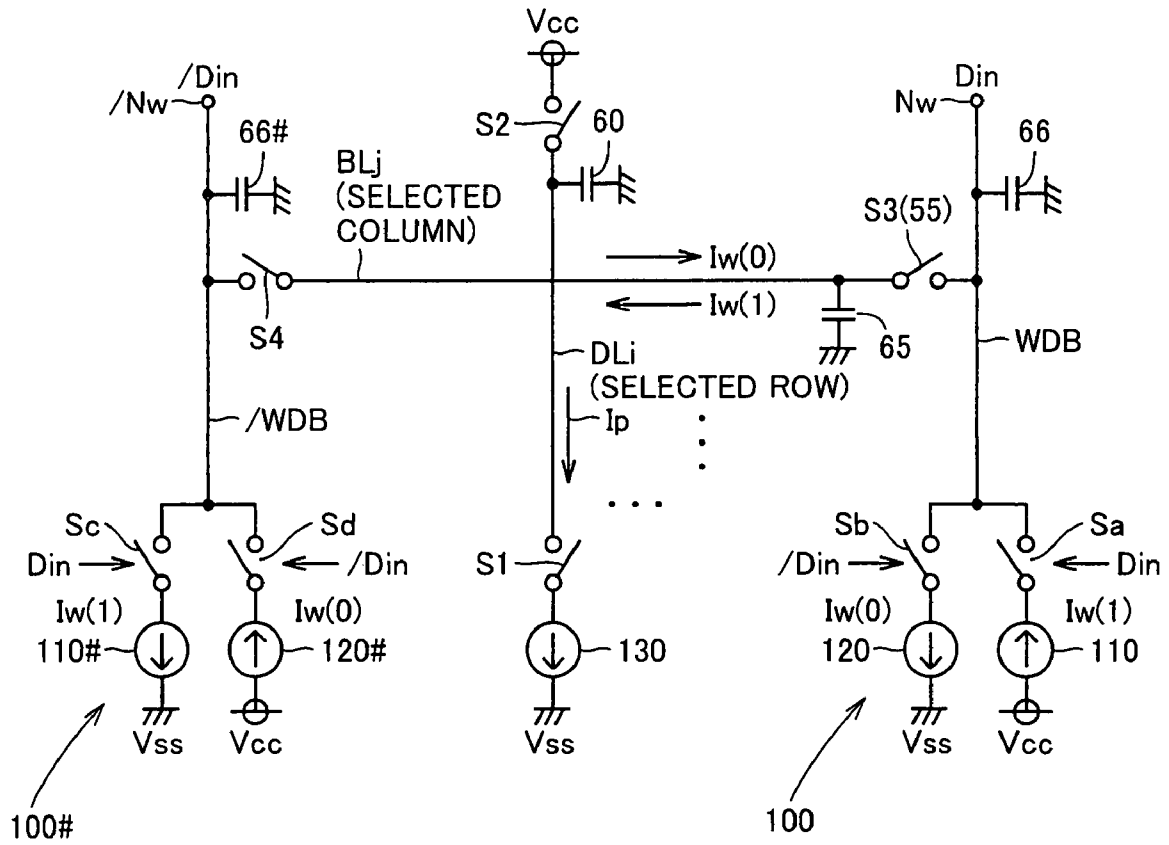 Vcc
/Din
/Nw
66#
S2
60
Din
Nw
66
BLj
(SELECTED
COLUMN)
S3(55)
Iw(0)
Iw(1)
S4
65
WDB
DLi
(SELECTED ROW)
Ip
/WDB
Sc
Sd
Din
/Din
S1
Sb
Sa
/Din
Din
Iw(1)
Iw(0)
Iw(0)
Iw(1)
110#
120#
130
120
110
Vss
Vcc
Vss
Vss
Vcc
100#
100